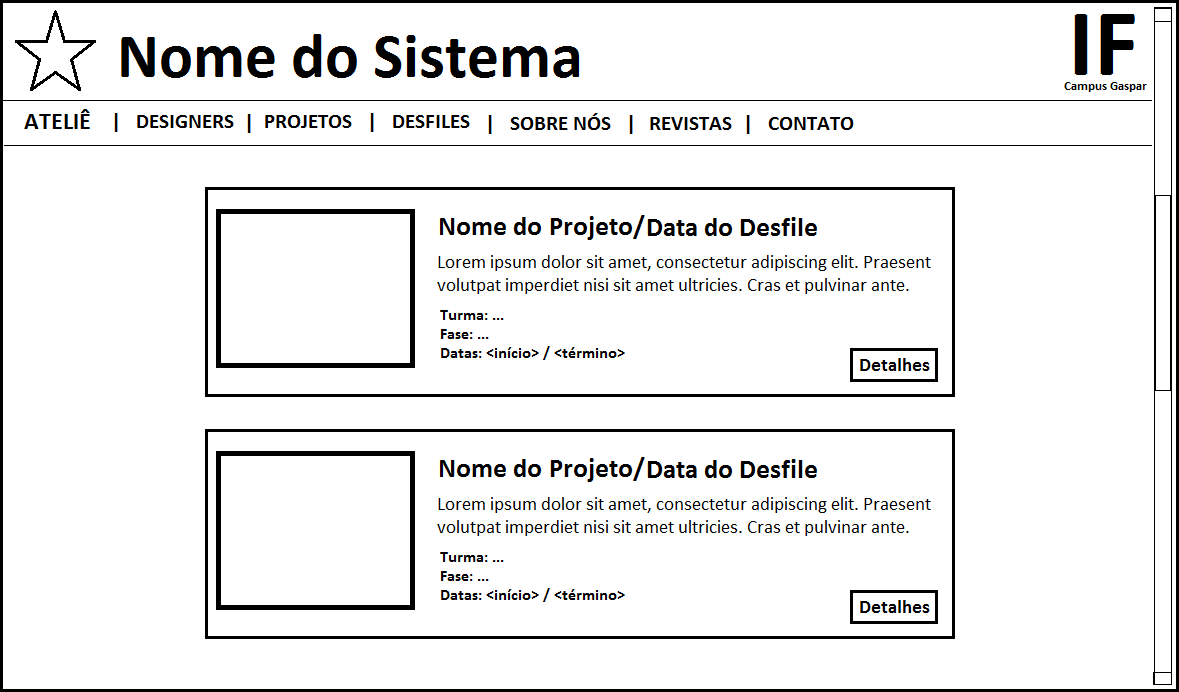 Nome do Sistema
IF
Campus Gaspar
ATELIÊ | DESIGNERS | PROJETOS | DESFILES | SOBRE NÓS | REVISTAS | CONTATO
Nome do Projeto/Data do Desfile
Lorem ipsum dolor sit amet, consectetur adipiscing elit. Praesent
volutpat imperdiet nisi sit amet ultricies. Cras et pulvinar ante.
Turma: ...
Fase: ...
Datas: <início> / <término>
Detalhes
Nome do Projeto/Data do Desfile
Lorem ipsum dolor sit amet, consectetur adipiscing elit. Praesent
volutpat imperdiet nisi sit amet ultricies. Cras et pulvinar ante.
Turma: ...
Fase: ...
Datas: <início> / <término>
Detalhes